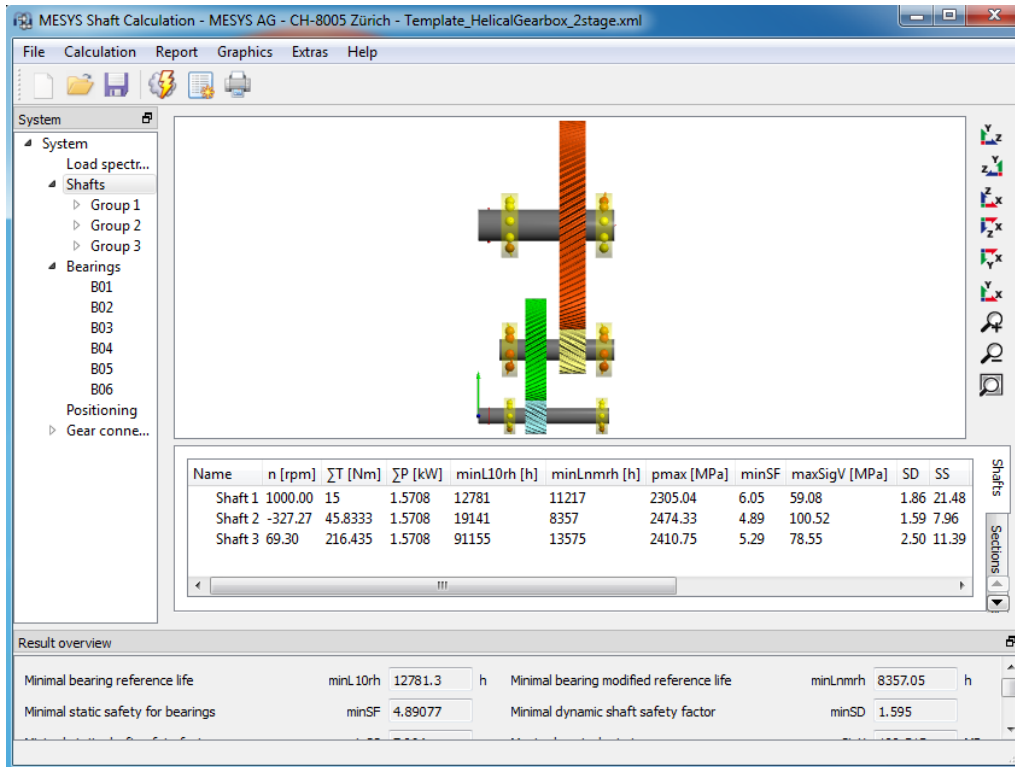 MESYS Shaft Calculation - MESYS AG - CH-8005 Zürich - Template_HelicalGearbox_2stage.xml
File Calculation Report Graphics Extras Help
System
System
Load spectr...
Shafts
Group 1
Group 2
Group 3
Bearings
B01
B02
B03
B04
B05
B06
Positioning
Gear conne...
Y z
z Y
z x
z x
Y x
Y x
Name n [rpm] ∑T [Nm] ∑P [kW] minL10rh [h] minLnmrh [h] pmax [MPa] minSF maxSigV [MPa] SD SS
Shaft 1 1000.00 15 1.5708 12781 11217 2305.04 6.05 59.08 1.86 21.48
Shaft 2 -327.27 45.8333 1.5708 19141 8357 2474.33 4.89 100.52 1.59 7.96
Shaft 3 69.30 216.435 1.5708 91155 13575 2410.75 5.29 78.55 2.50 11.39
Shafts
Sections
Result overview
Minimal bearing reference life minL10rh 12781.3 h Minimal bearing modified reference life minLnmrh 8357.05 h
Minimal static safety for bearings minSF 4.89077 Minimal dynamic shaft safety factor minSD 1.595